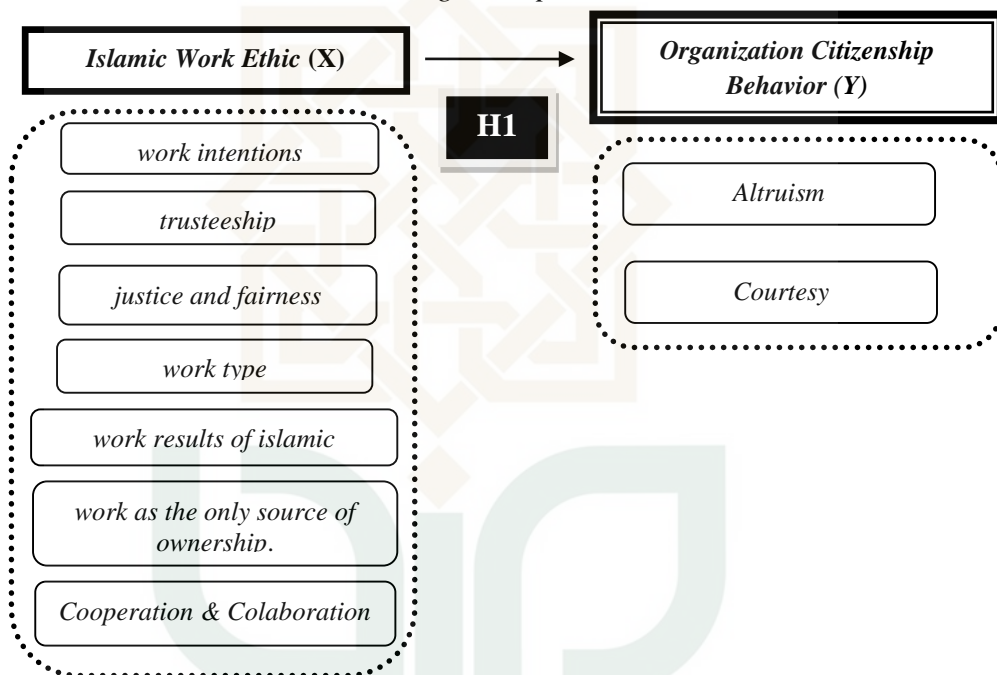 Islamic Work Ethic (X)
Organization Citizenship
Behavior (Y)
H1
work intentions
trusteeship
justice and fairness
work type
work results of islamic
work as the only source of
ownership.
Cooperation & Colaboration
Altruism
Courtesy